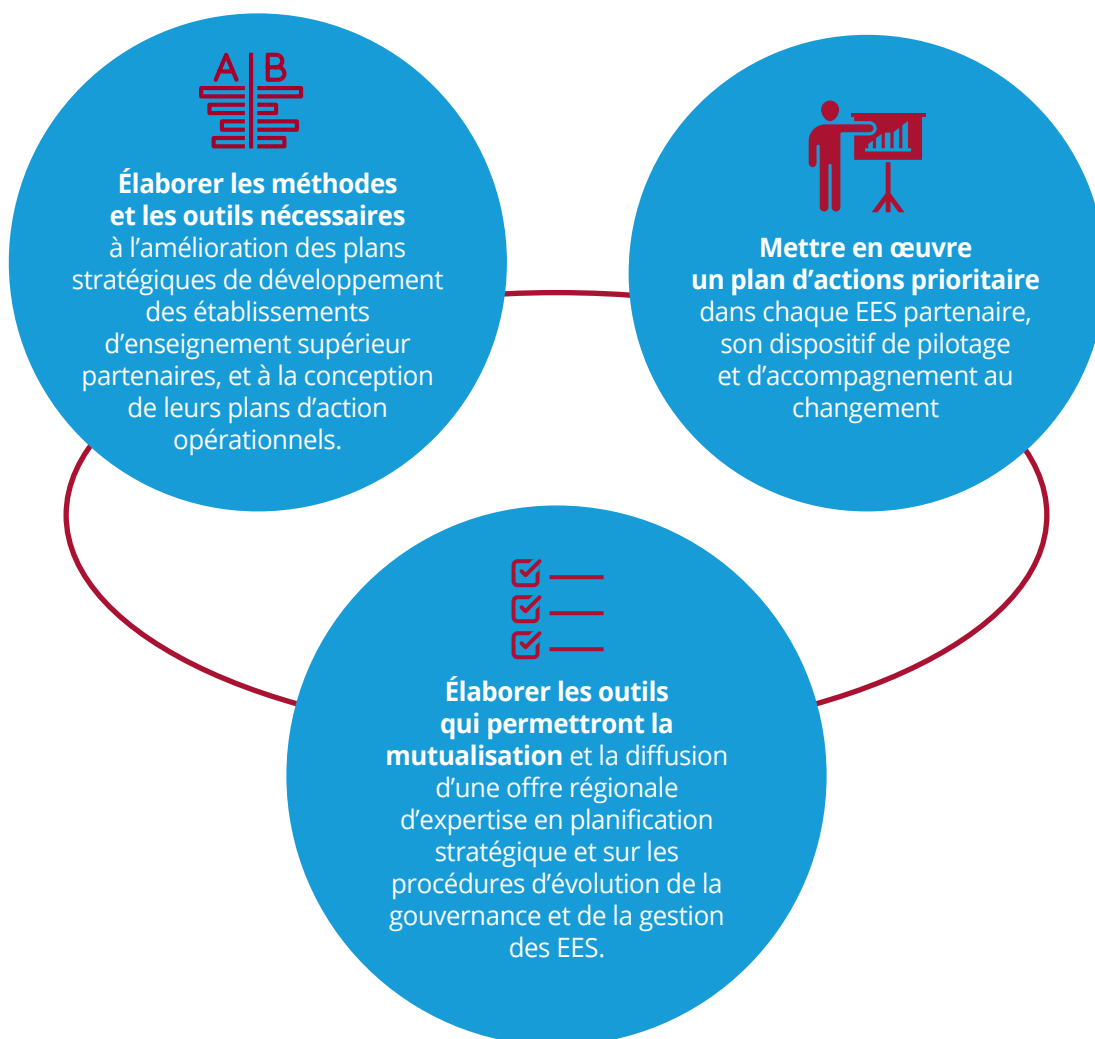 A B
Élaborer les méthodes
et les outils nécessaires
à l’amélioration des plans
stratégiques de développement
des établissements
d’enseignement supérieur
partenaires, et à la conception
de leurs plans d’action
opérationnels.
Mettre en œuvre
un plan d’actions prioritaire
dans chaque EES partenaire,
son dispositif de pilotage
et d’accompagnement au
changement
Élaborer les outils
qui permettront la
mutualisation et la diffusion
d’une offre régionale
d’expertise en planification
stratégique et sur les
procédures d’évolution de la
gouvernance et de la gestion
des EES.